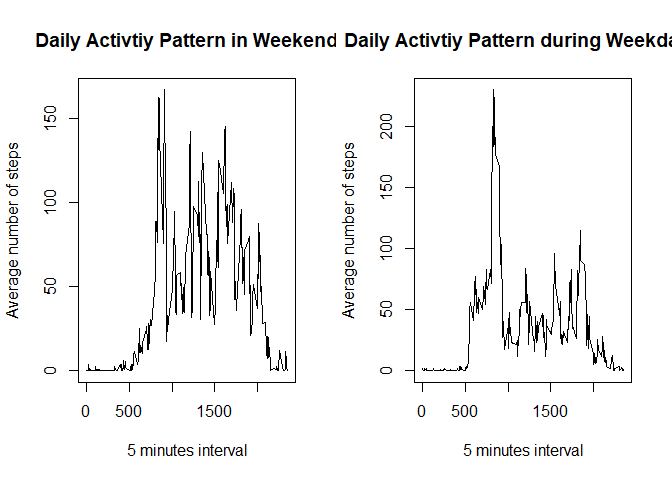 Daily Activtiy Pattern in Weekend
Average number of steps
150
100
50
0
0 500 1500
5 minutes interval
Daily Activtiy Pattern during Weekda
Average number of steps
200
150
100
50
0
0 500 1500
5 minutes interval